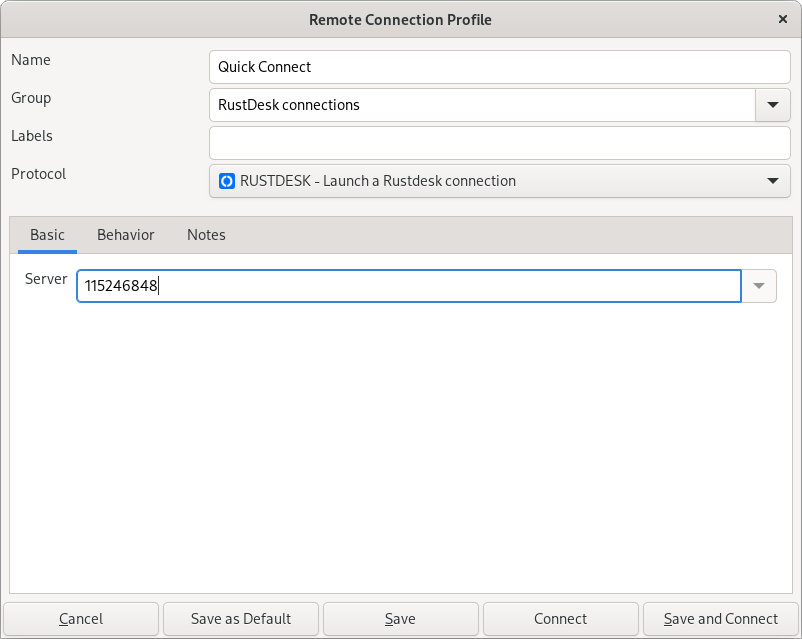 Remote Connection Profile
Name Quick Connect
Group RustDesk connections
Labels
Protocol RUSTDESK - Launch a Rustdesk connection
Basic Behavior Notes
Server 115246848
Cancel Save as Default Save Connect Save and Connect